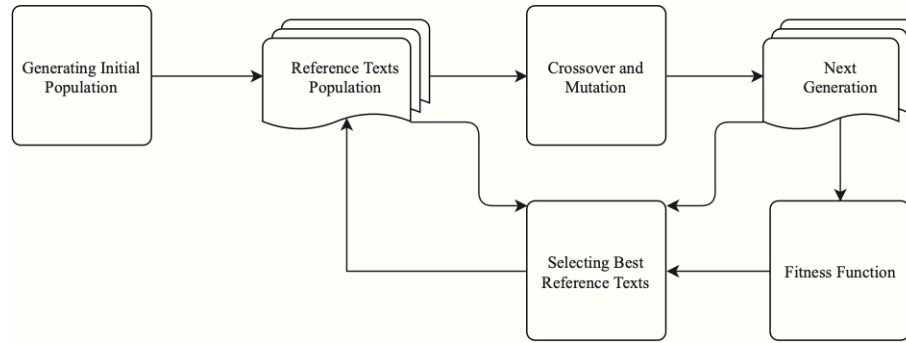 Generating Initial
Population
Reference Texts
Population
Crossover and
Mutation
Next
Generation
Selecting Best
Reference Texts
Fitness Function